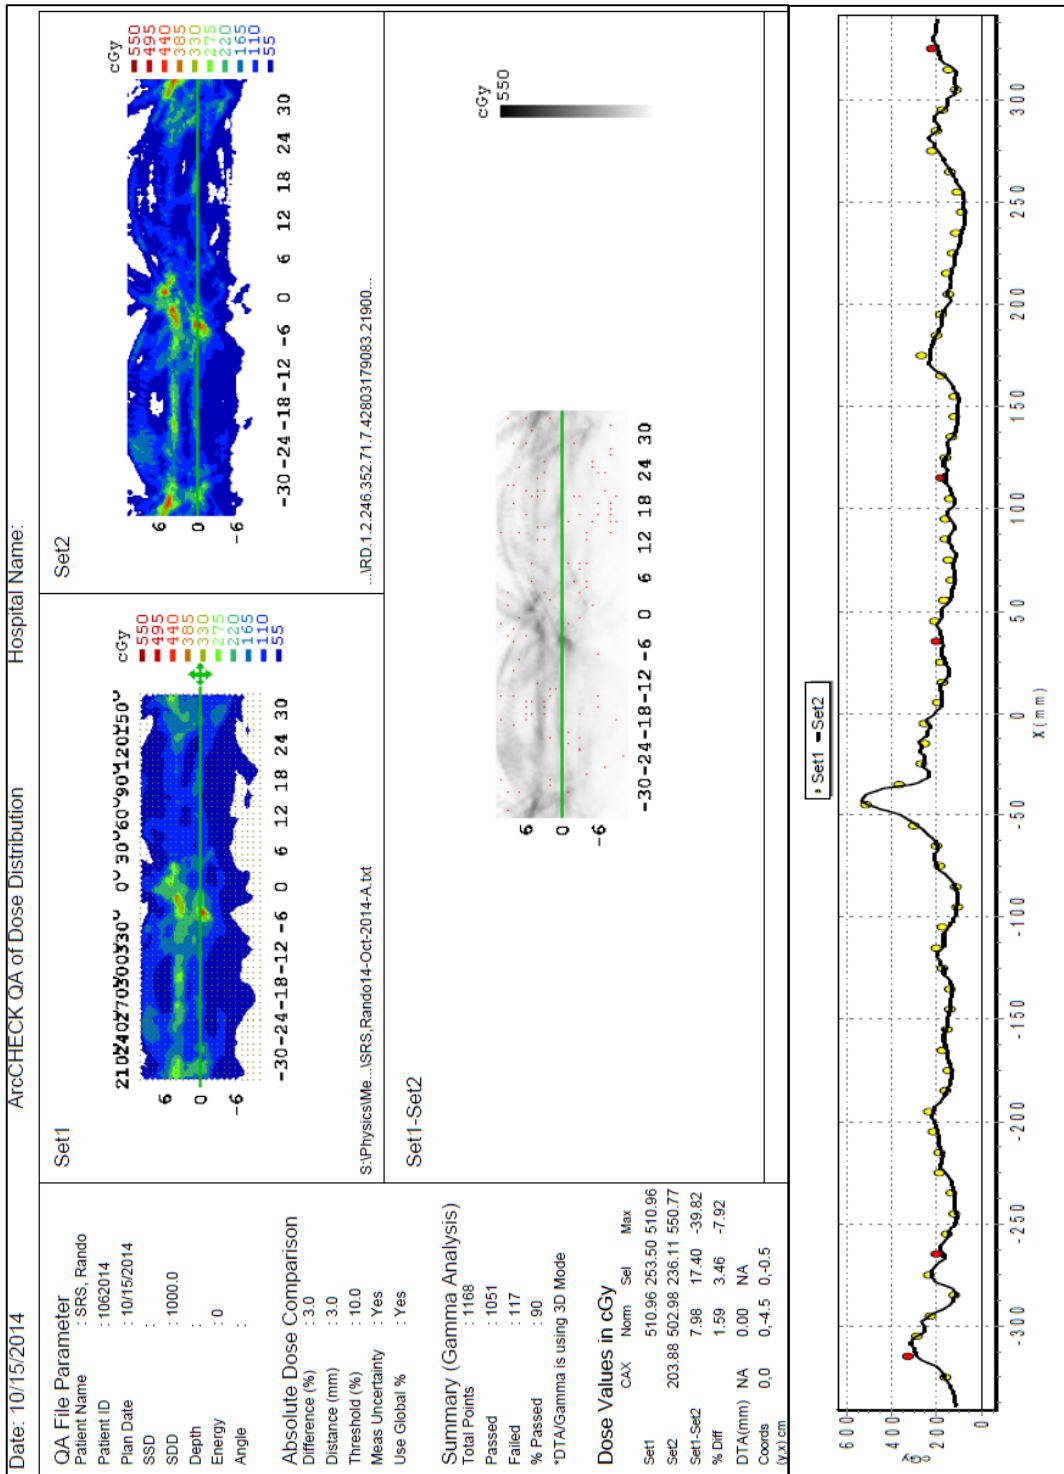 Date: 10/15/2014 ArcCHECK QA of Dose Distribution Hospital Name:
QA File Parameter
Patient Name : SRS, Rando
Patient ID : 1062014
Plan Date : 10/15/2014
SSD :
SDD : 1000.0
Depth :
Energy : 0
Angle :
Absolute Dose Comparison
Difference (%) : 3.0
Distance (mm) : 3.0
Threshold (%) : 10.0
Meas Uncertainty : Yes
Use Global % : Yes
Summary (Gamma Analysis)
Total Points : 1168
Passed : 1051
Failed : 117
% Passed : 90
*DTA/Gamma is using 3D Mode
Dose Values in cGy
CAX Norm Sel Max
Set1 510.96 253.50 510.96
Set2 203.88 502.98 236.11 550.77
Set1-Set2 7.98 17.40 -39.82
% Diff 1.59 3.46 -7.92
DTA(mm) NA 0.00 NA
Coords 0,0 0,-4.5 0,-0.5
(y,x) cm
Set1
cGy
550
495
440
385
330
275
220
165
110
55
6
0
-6
-30-24-18-12 -6 0 6 12 18 24 30
S:\Physics\Me...\SRS,Rando14-Oct-2014-A.txt
Set2
cGy
550
495
440
385
330
275
220
165
110
55
6
0
-6
-30-24-18-12 -6 0 6 12 18 24 30
...\RD.1.2.246.352.71.7.42803179083.21900...
Set1-Set2
cGy
550
6
0
-6
-30-24-18-12 -6 0 6 12 18 24 30
Set1 Set2
600
400
200
0
-300 -250 -200 -150 -100 -50 0 50 100 150 200 250 300
X(mm)